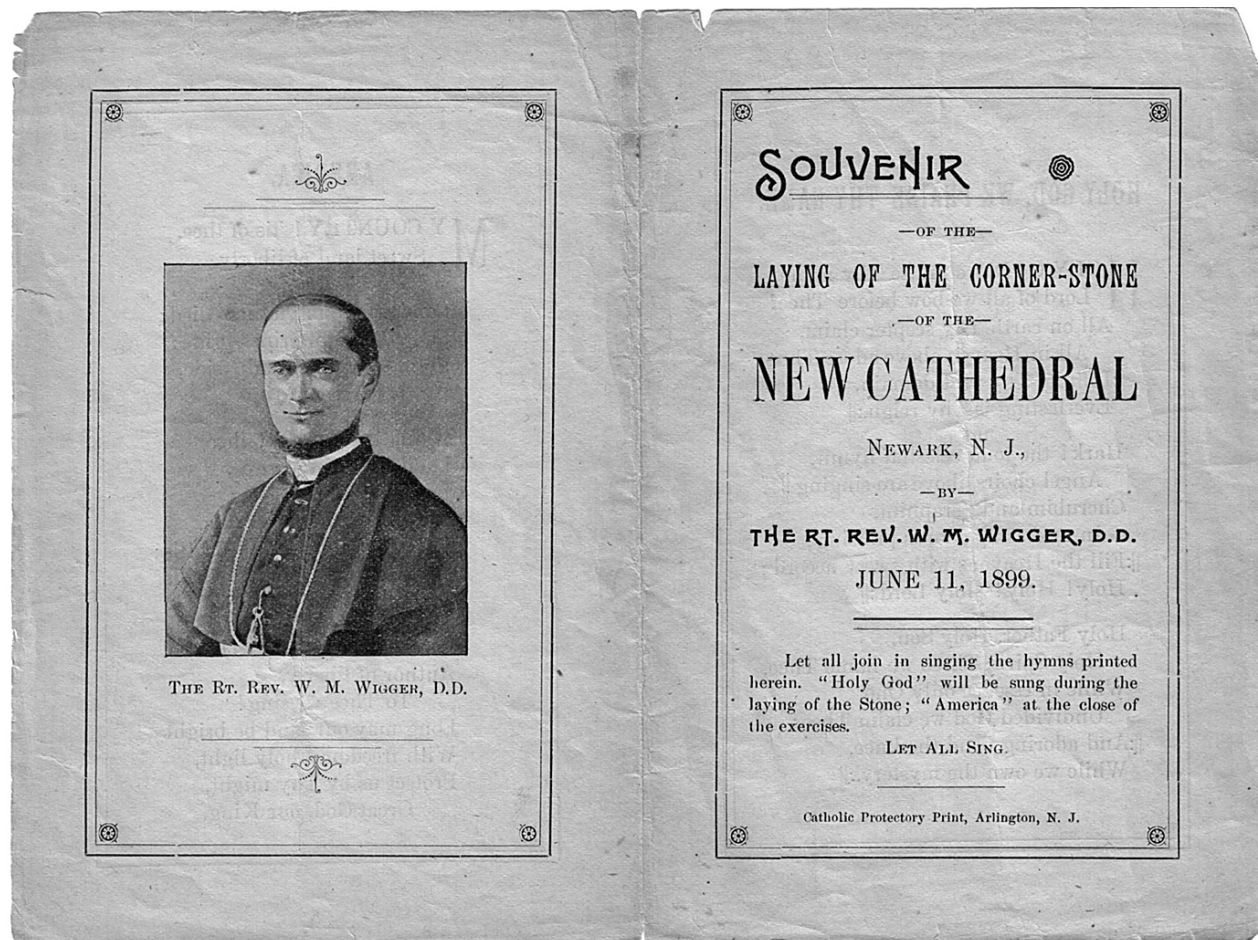 THE RT. REV. W. M. WIGGER, D.D.
SOUVENIR
—OF THE—
LAYING OF THE CORNER-STONE
—OF THE—
NEW CATHEDRAL
NEWARK, N. J.,
—BY—
THE RT. REV. W. M. WIGGER, D.D.
JUNE 11, 1899.
Let all join in singing the hymns printed
herein. "Holy God" will be sung during the
laying of the Stone; "America" at the close of
the exercises.
LET ALL SING.
Catholic Protectory Print, Arlington, N. J.